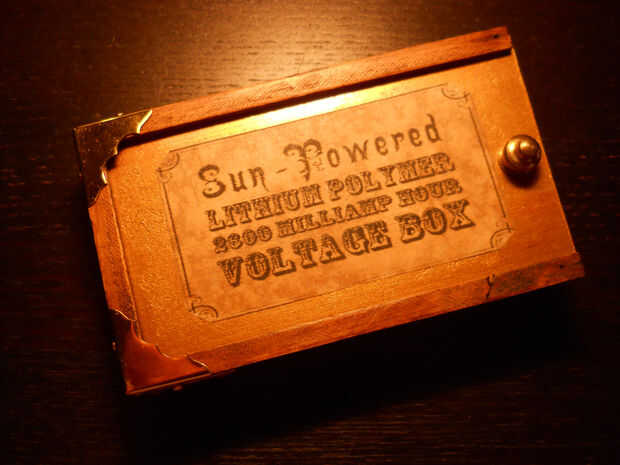 Sun-Powered
LITHIUM POLYMER
2600 MILLIAMP HOUR
VOLTAGE BOX